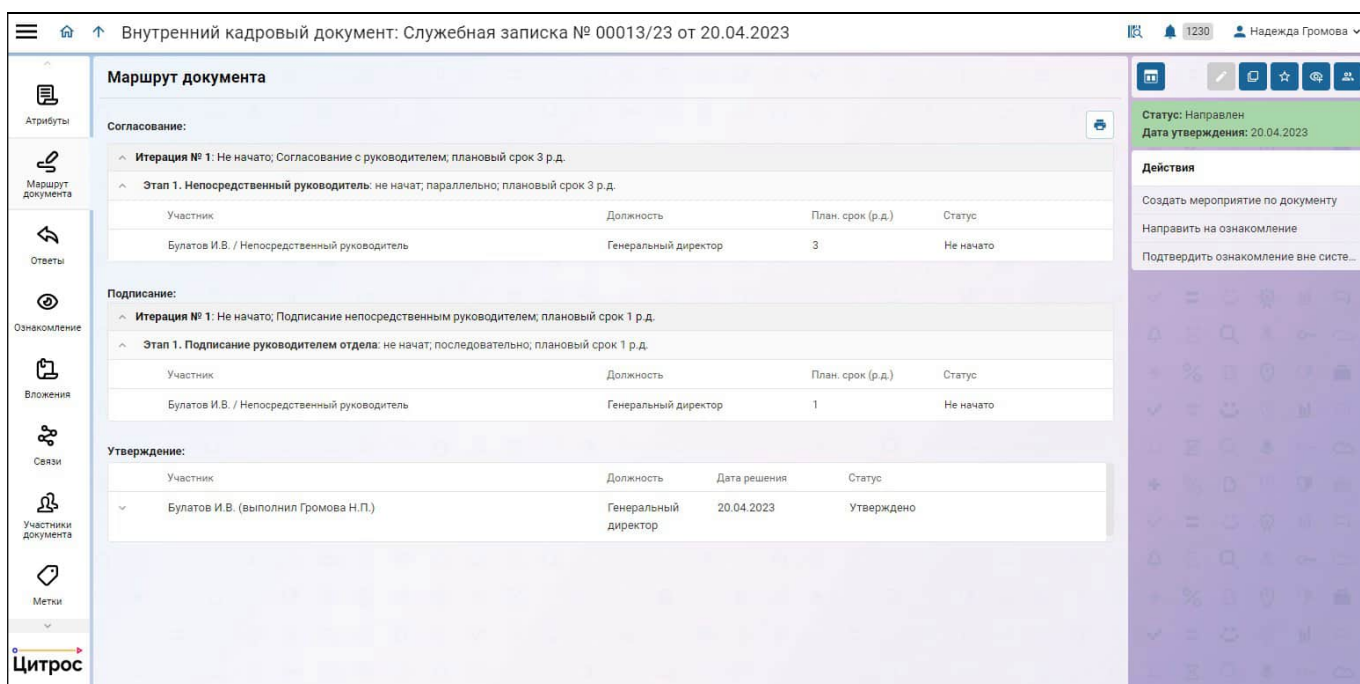 Внутренний кадровый документ: Служебная записка № 00013/23 от 20.04.2023
1230
Надежда Громова
Атрибуты
Маршрут документа
Ответы
Ознакомление
Вложения
Связи
Участники документа
Метки
Цитрос
Маршрут документа
Согласование:
Итерация № 1: Не начато; Согласование с руководителем; плановый срок 3 р.д.
Этап 1. Непосредственный руководитель: не начат; параллельно; плановый срок 3 р.д.
Участник Должность План. срок (р.д.) Статус
Булатов И.В. / Непосредственный руководитель Генеральный директор 3 Не начато
Подписание:
Итерация № 1: Не начато; Подписание непосредственным руководителем; плановый срок 1 р.д.
Этап 1. Подписание руководителем отдела: не начат; последовательно; плановый срок 1 р.д.
Участник Должность План. срок (р.д.) Статус
Булатов И.В. / Непосредственный руководитель Генеральный директор 1 Не начато
Утверждение:
Участник Должность Дата решения Статус
Булатов И.В. (выполнил Громова Н.П.) Генеральный директор 20.04.2023 Утверждено
Статус: Направлен
Дата утверждения: 20.04.2023
Действия
Создать мероприятие по документу
Направить на ознакомление
Подтвердить ознакомление вне систе...